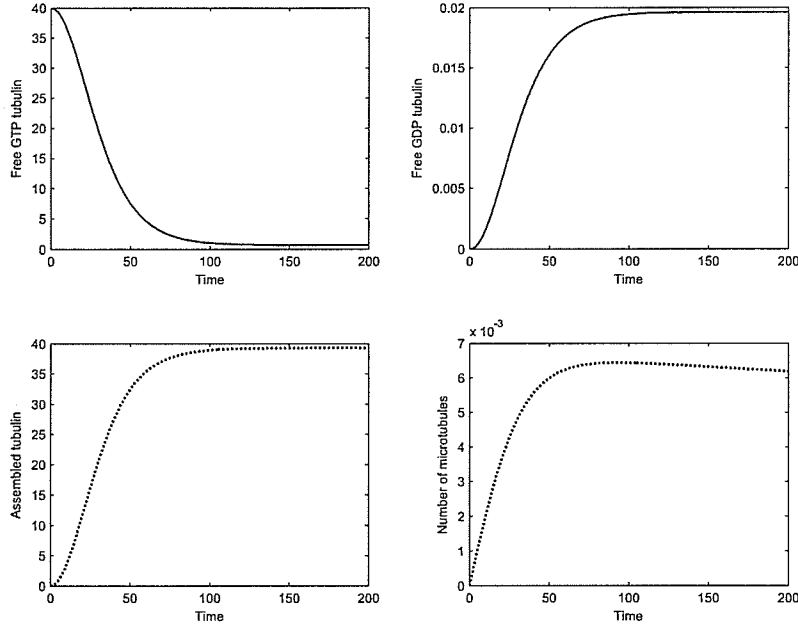 40
35
30
25
20
15
10
5
0
Free GTP tubulin
0 50 100 150 200
Time
0.02
0.015
0.01
0.005
0
Free GDP tubulin
0 50 100 150 200
Time
40
35
30
25
20
15
10
5
0
Assembled tubulin
0 50 100 150 200
Time
x 10⁻³
7
6
5
4
3
2
1
0
Number of microtubules
0 50 100 150 200
Time